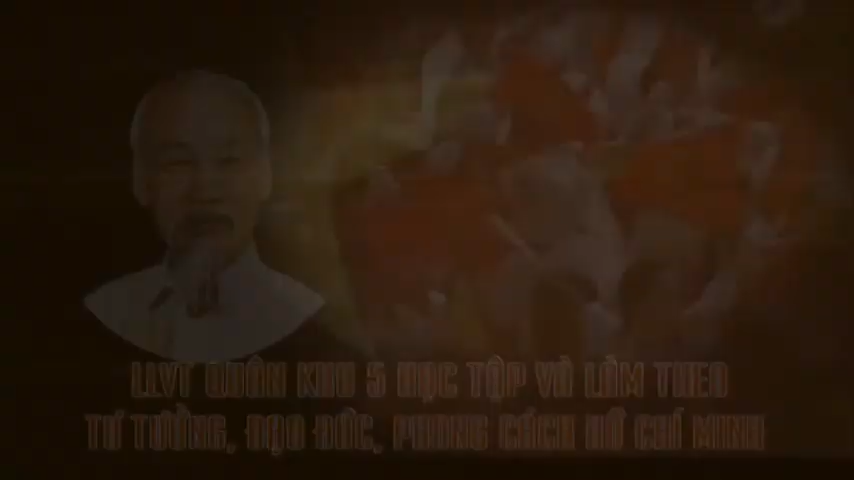 LLVT QUÂN KHU 5 HỌC TẬP VÀ LÀM THEO
TƯ TƯỞNG, ĐẠO ĐỨC, PHONG CÁCH HỒ CHÍ MINH